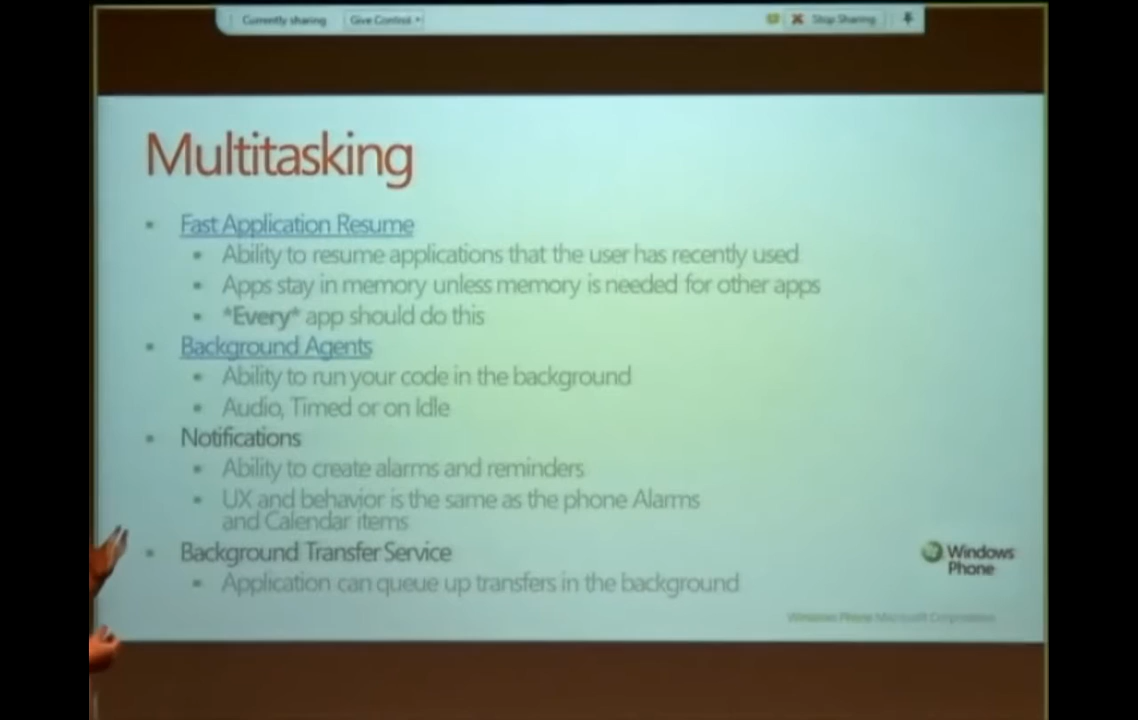 Currently sharing
Give Control
Stop Sharing
Multitasking
Fast Application Resume
Ability to resume applications that the user has recently used
Apps stay in memory unless memory is needed for other apps
*Every* app should do this
Background Agents
Ability to run your code in the background
Audio, Timed or on Idle
Notifications
Ability to create alarms and reminders
UX and behavior is the same as the phone Alarms
and Calendar items
Background Transfer Service
Application can queue up transfers in the background
Windows
Phone
Windows Phone Microsoft Corporation